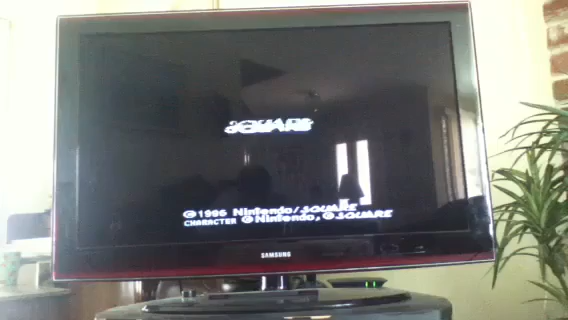 SQUARE
© 1996 Nintendo/SQUARE
CHARACTER © Nintendo, © SQUARE
SAMSUNG